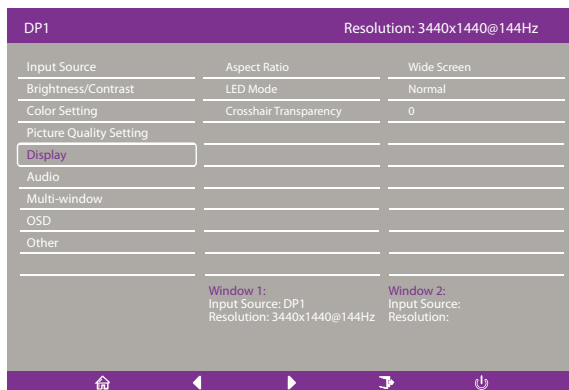 DP1 Resolution: 3440x1440@144Hz
Input Source Aspect Ratio Wide Screen
Brightness/Contrast LED Mode Normal
Color Setting Crosshair Transparency 0
Picture Quality Setting
Display
Audio
Multi-window
OSD
Other
Window 1: Window 2:
Input Source: DP1 Input Source:
Resolution: 3440x1440@144Hz Resolution: